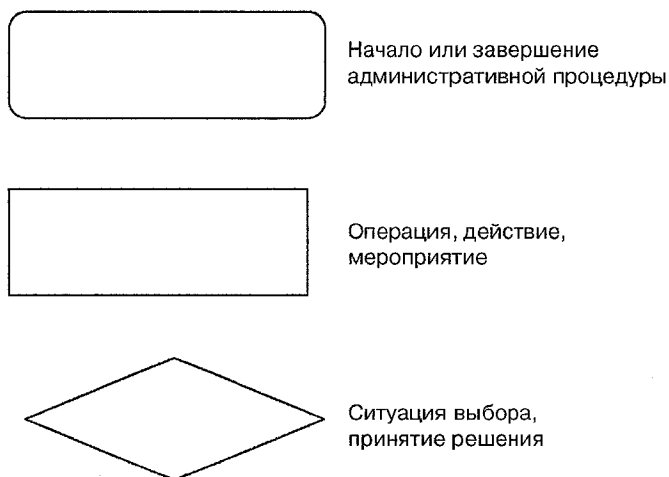 Начало или завершение
административной процедуры
Операция, действие,
мероприятие
Ситуация выбора,
принятие решения